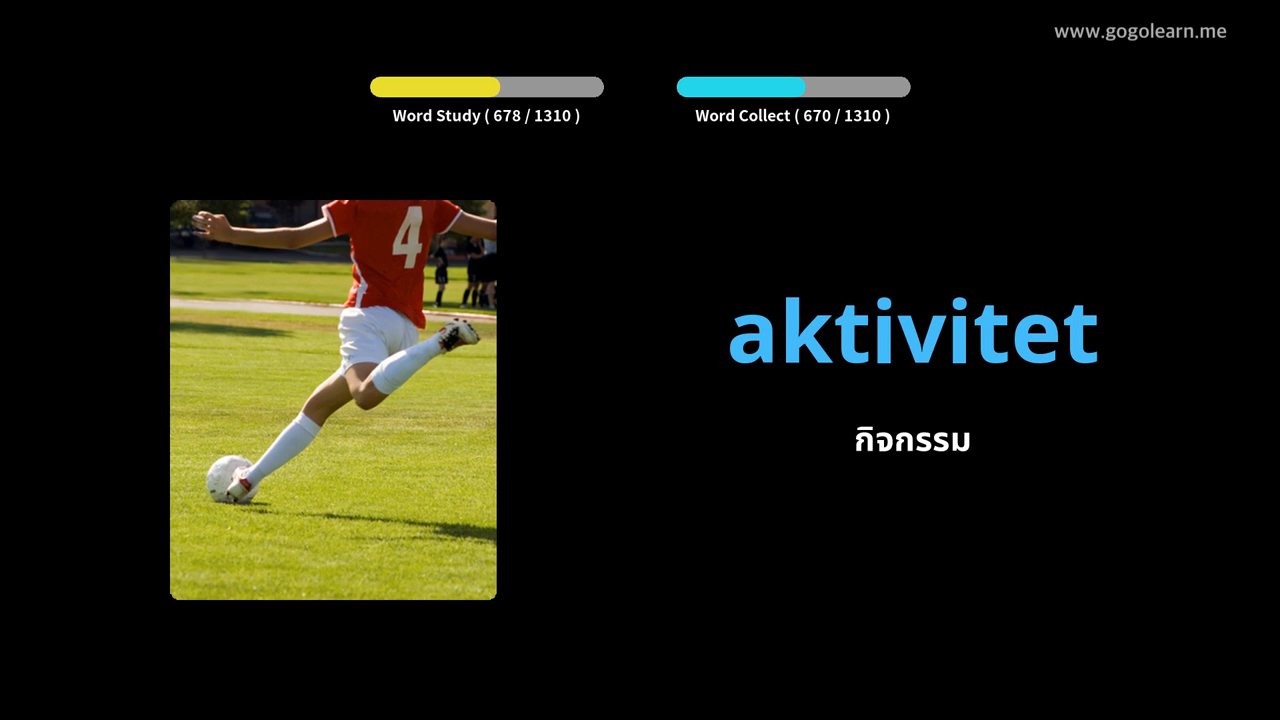 www.gogolearn.me
Word Study ( 678 / 1310 )
Word Collect ( 670 / 1310 )
4
aktivitet
กิจกรรม